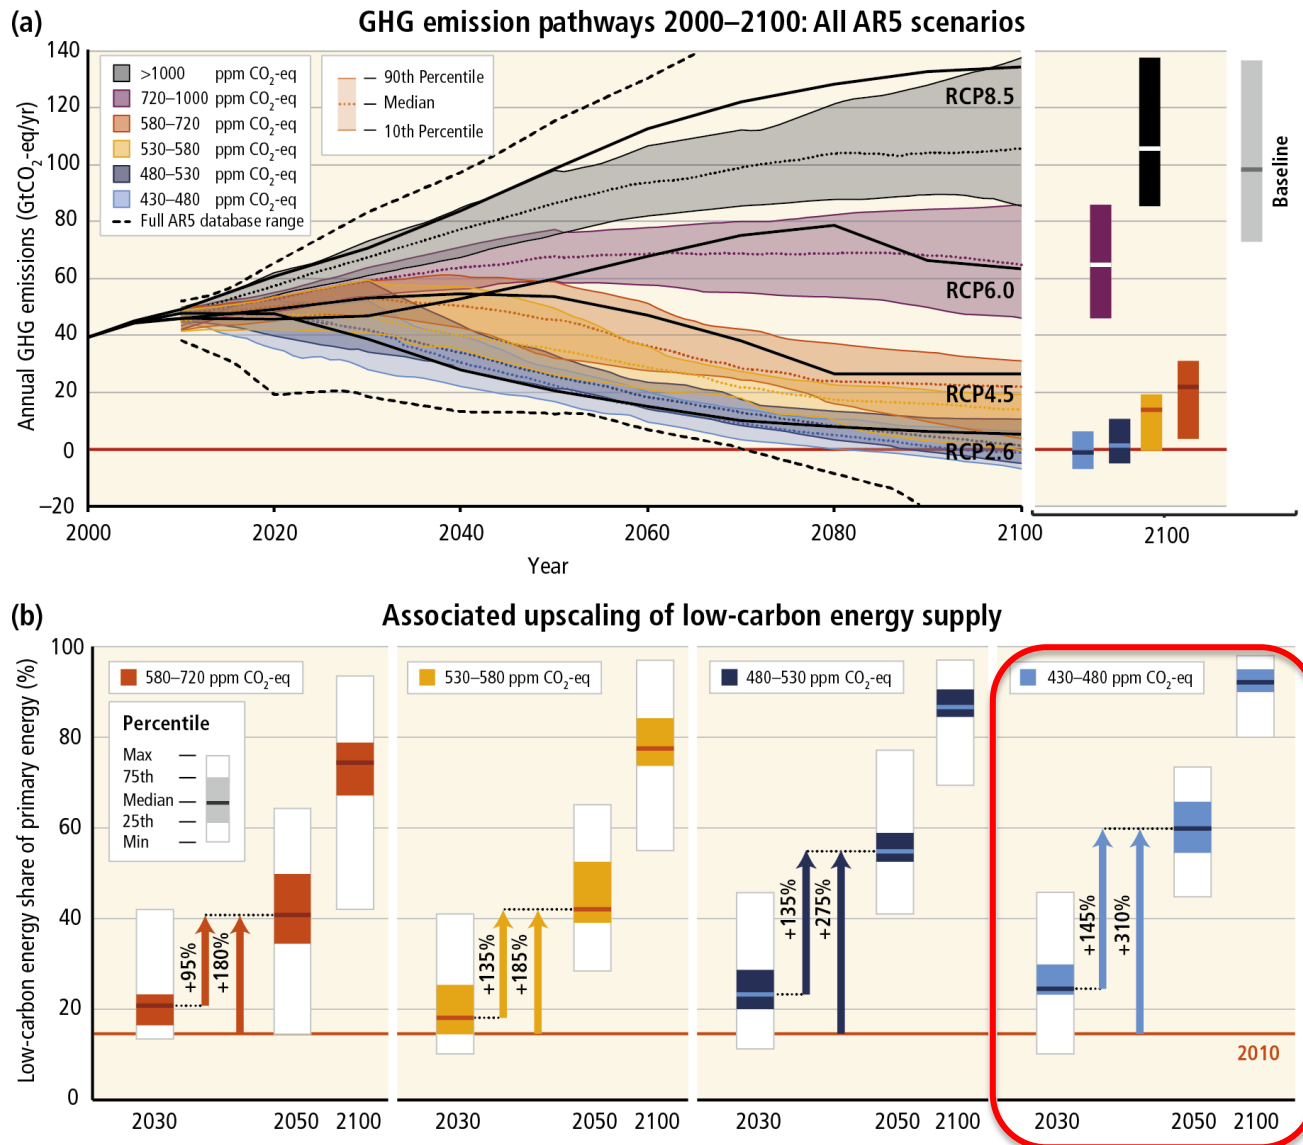 (a) GHG emission pathways 2000–2100: All AR5 scenarios
Annual GHG emissions (GtCO2-eq/yr)
140
120
100
80
60
40
20
0
–20
>1000 ppm CO2-eq
720–1000 ppm CO2-eq
580–720 ppm CO2-eq
530–580 ppm CO2-eq
480–530 ppm CO2-eq
430–480 ppm CO2-eq
Full AR5 database range
90th Percentile
Median
10th Percentile
RCP8.5
RCP6.0
RCP4.5
RCP2.6
Baseline
2000 2020 2040 2060 2080 2100 2100
Year
(b) Associated upscaling of low-carbon energy supply
Low-carbon energy share of primary energy (%)
100
80
60
40
20
0
580–720 ppm CO2-eq
Percentile
Max
75th
Median
25th
Min
+95%
+180%
2030 2050 2100
530–580 ppm CO2-eq
+135%
+185%
2030 2050 2100
480–530 ppm CO2-eq
+135%
+275%
2030 2050 2100
430–480 ppm CO2-eq
+145%
+310%
2010
2030 2050 2100